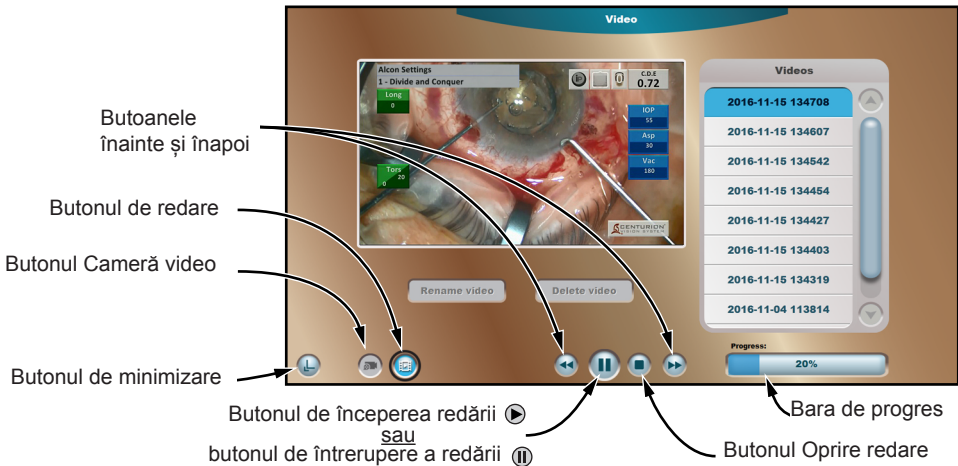 Video
Alcon Settings
1 - Divide and Conquer
C.D.E
0.72
Long
0
IOP
55
Asp
30
Vac
180
Tors
0 20
CENTURION
VISION SYSTEM
Rename video
Delete video
Videos
2016-11-15 134708
2016-11-15 134607
2016-11-15 134542
2016-11-15 134454
2016-11-15 134427
2016-11-15 134403
2016-11-15 134319
2016-11-04 113814
Progress:
20%
Butoanele
înainte și înapoi
Butonul de redare
Butonul Cameră video
Butonul de minimizare
Butonul de începerea redării
sau
butonul de întrerupere a redării
Butonul Oprire redare
Bara de progres